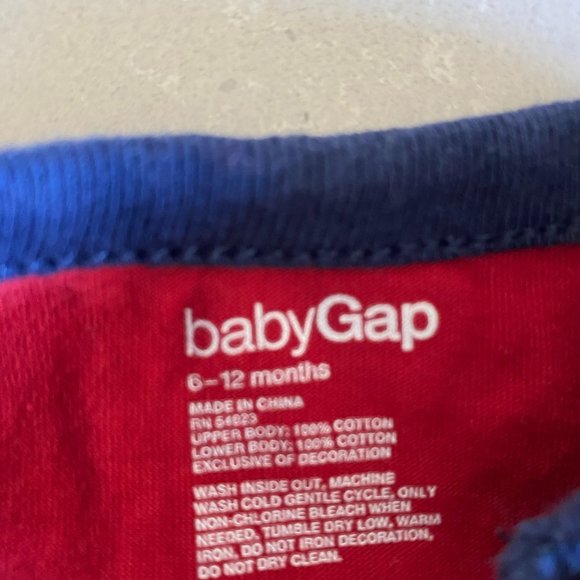 babyGap
6–12 months
MADE IN CHINA
RN 54023
UPPER BODY: 100% COTTON
LOWER BODY: 100% COTTON
EXCLUSIVE OF DECORATION
WASH INSIDE OUT, MACHINE
WASH COLD GENTLE CYCLE, ONLY
NON-CHLORINE BLEACH WHEN
NEEDED, TUMBLE DRY LOW, WARM
IRON. DO NOT IRON DECORATION,
DO NOT DRY CLEAN.